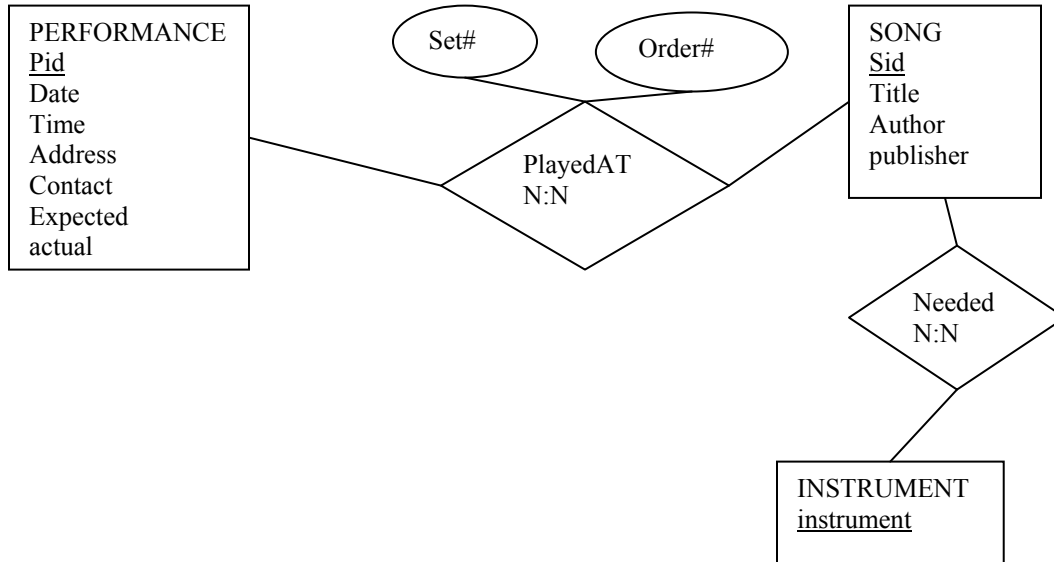 PERFORMANCE
Pid
Date
Time
Address
Contact
Expected
actual
Set#
Order#
PlayedAT
N:N
SONG
Sid
Title
Author
publisher
Needed
N:N
INSTRUMENT
instrument